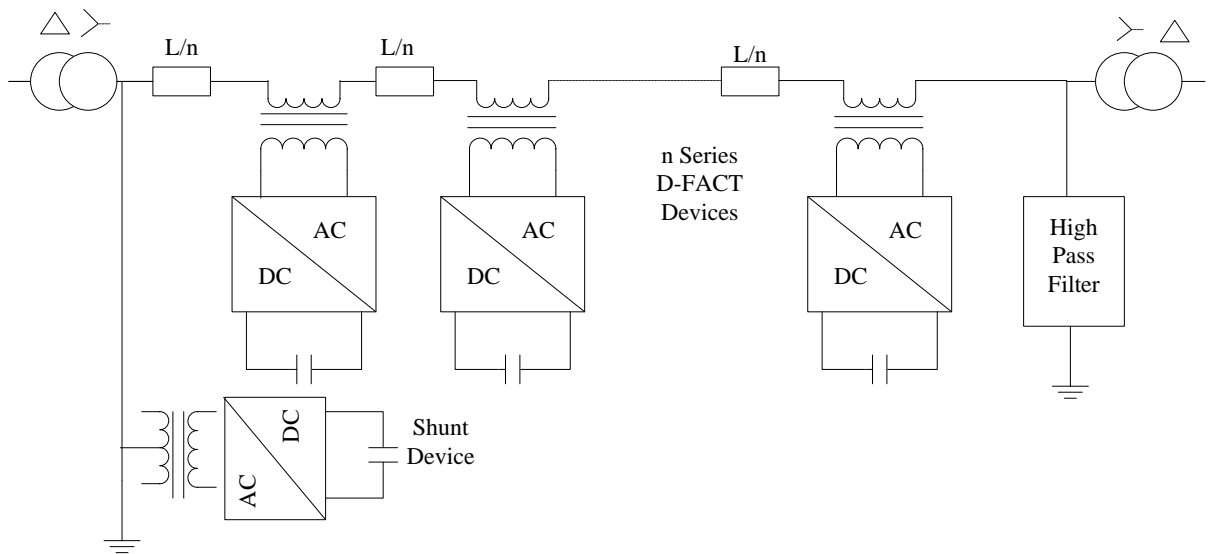 L/n
L/n
L/n
n Series
D-FACT
Devices
AC
DC
AC
DC
AC
DC
High
Pass
Filter
DC
AC
Shunt
Device